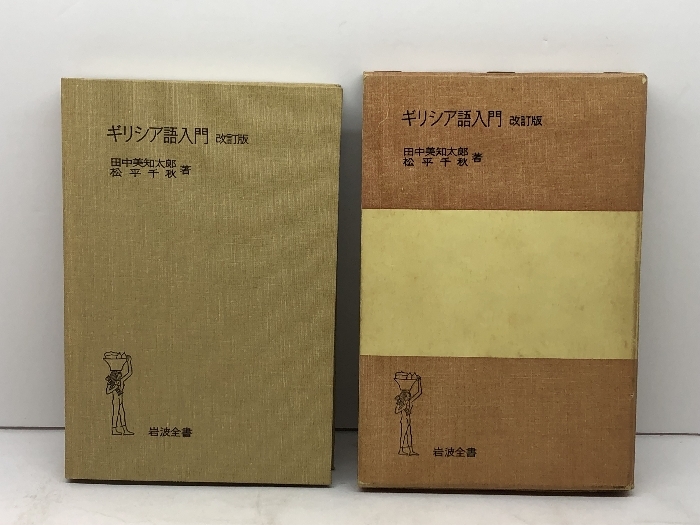 ギリシア語入門 改訂版
田中美知太郎
松平千秋 著
岩波全書
ギリシア語入門 改訂版
田中美知太郎
松平千秋 著
岩波全書